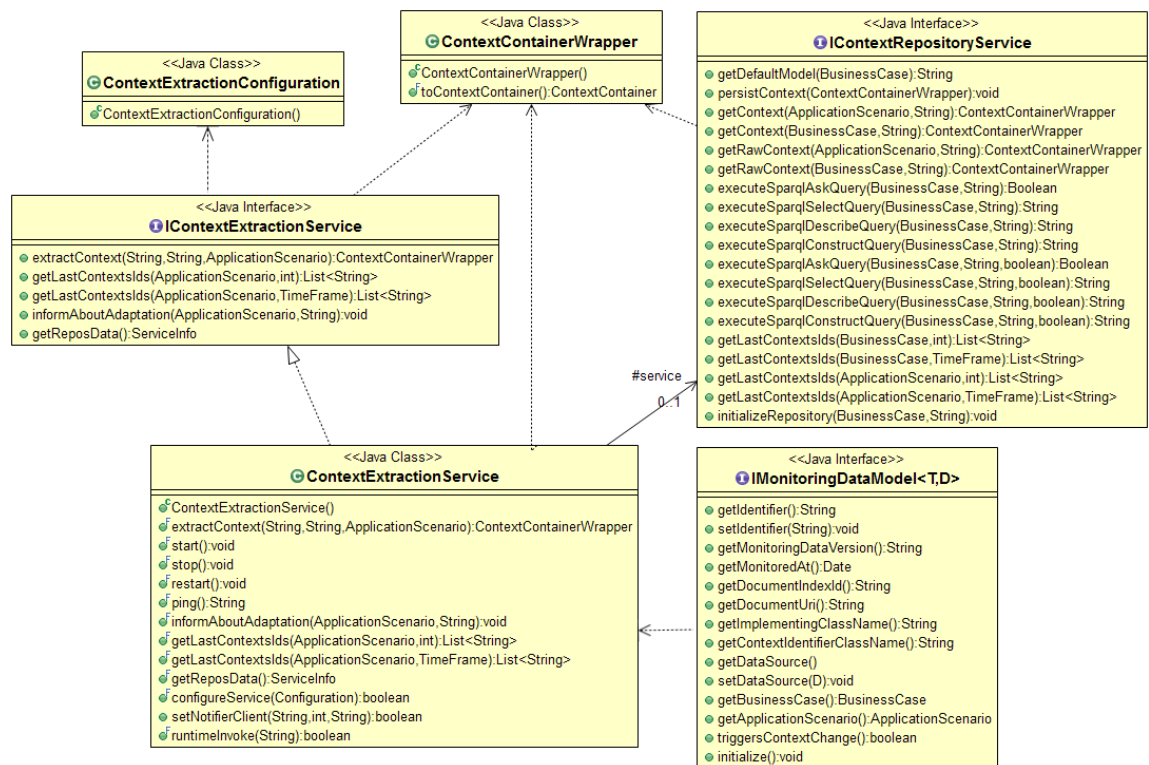 <<Java Class>>
ContextExtractionConfiguration
ContextExtractionConfiguration()
<<Java Class>>
ContextContainerWrapper
ContextContainerWrapper()
toContextContainer():ContextContainer
<<Java Interface>>
IContextRepositoryService
getDefaultModel(BusinessCase):String
persistContext(ContextContainerWrapper):void
getContext(ApplicationScenario,String):ContextContainerWrapper
getContext(BusinessCase,String):ContextContainerWrapper
getRawContext(ApplicationScenario,String):ContextContainerWrapper
getRawContext(BusinessCase,String):ContextContainerWrapper
executeSparqlAskQuery(BusinessCase,String):Boolean
executeSparqlSelectQuery(BusinessCase,String):String
executeSparqlDescribeQuery(BusinessCase,String):String
executeSparqlConstructQuery(BusinessCase,String):String
executeSparqlAskQuery(BusinessCase,String,boolean):Boolean
executeSparqlSelectQuery(BusinessCase,String,boolean):String
executeSparqlDescribeQuery(BusinessCase,String,boolean):String
executeSparqlConstructQuery(BusinessCase,String,boolean):String
getLastContextsIds(BusinessCase,int):List<String>
getLastContextsIds(BusinessCase,TimeFrame):List<String>
getLastContextsIds(ApplicationScenario,int):List<String>
getLastContextsIds(ApplicationScenario,TimeFrame):List<String>
initializeRepository(BusinessCase,String):void
<<Java Interface>>
IContextExtractionService
extractContext(String,String,ApplicationScenario):ContextContainerWrapper
getLastContextsIds(ApplicationScenario,int):List<String>
getLastContextsIds(ApplicationScenario,TimeFrame):List<String>
informAboutAdaptation(ApplicationScenario,String):void
getReposData():ServiceInfo
#service
0..1
<<Java Class>>
ContextExtractionService
ContextExtractionService()
extractContext(String,String,ApplicationScenario):ContextContainerWrapper
start():void
stop():void
restart():void
ping():String
informAboutAdaptation(ApplicationScenario,String):void
getLastContextsIds(ApplicationScenario,int):List<String>
getLastContextsIds(ApplicationScenario,TimeFrame):List<String>
getReposData():ServiceInfo
configureService(Configuration):boolean
setNotifierClient(String,int,String):boolean
runtimeInvoke(String):boolean
<<Java Interface>>
IMonitoringDataModel<T,D>
getIdentifier():String
setIdentifier(String):void
getMonitoringDataVersion():String
getMonitoredAt():Date
getDocumentIndexId():String
getDocumentUri():String
getImplementingClassName():String
getContextIdentifierClassName():String
getDataSource()
setDataSource(D):void
getBusinessCase():BusinessCase
getApplicationScenario():ApplicationScenario
triggersContextChange():boolean
initialize():void